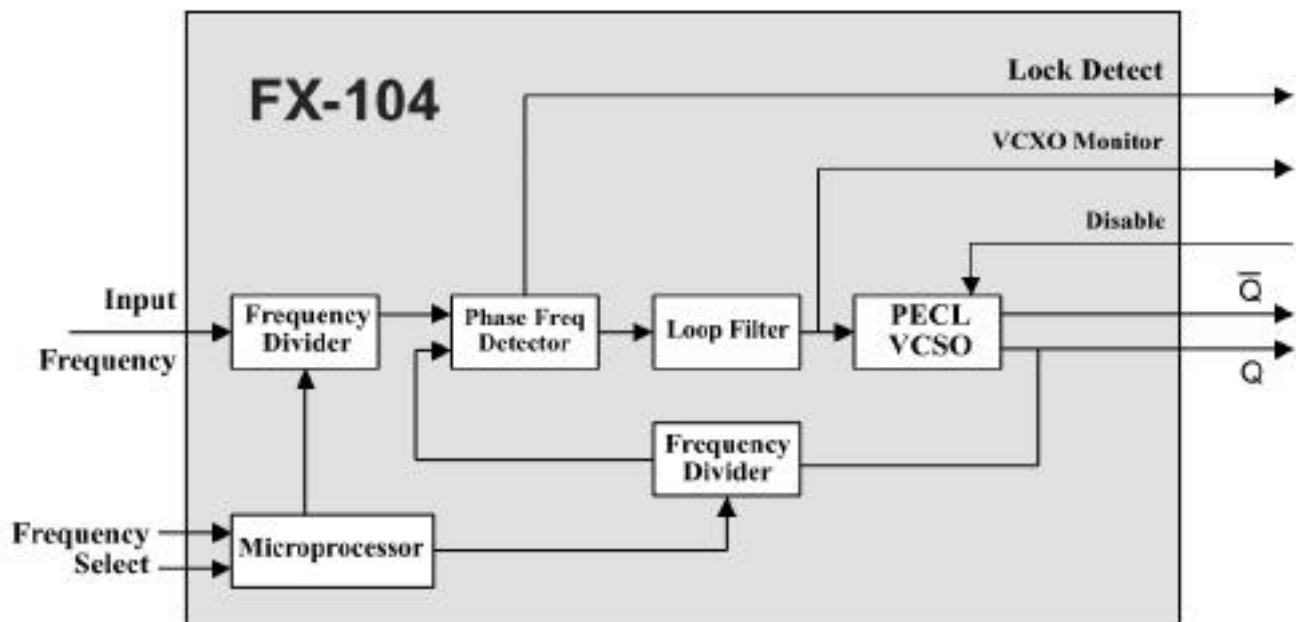 FX-104
Lock Detect
VCXO Monitor
Disable
Input
Frequency
Frequency
Divider
Phase Freq
Detector
Loop Filter
PECL
VCSO
Q̅
Q
Frequency
Divider
Frequency
Select
Microprocessor